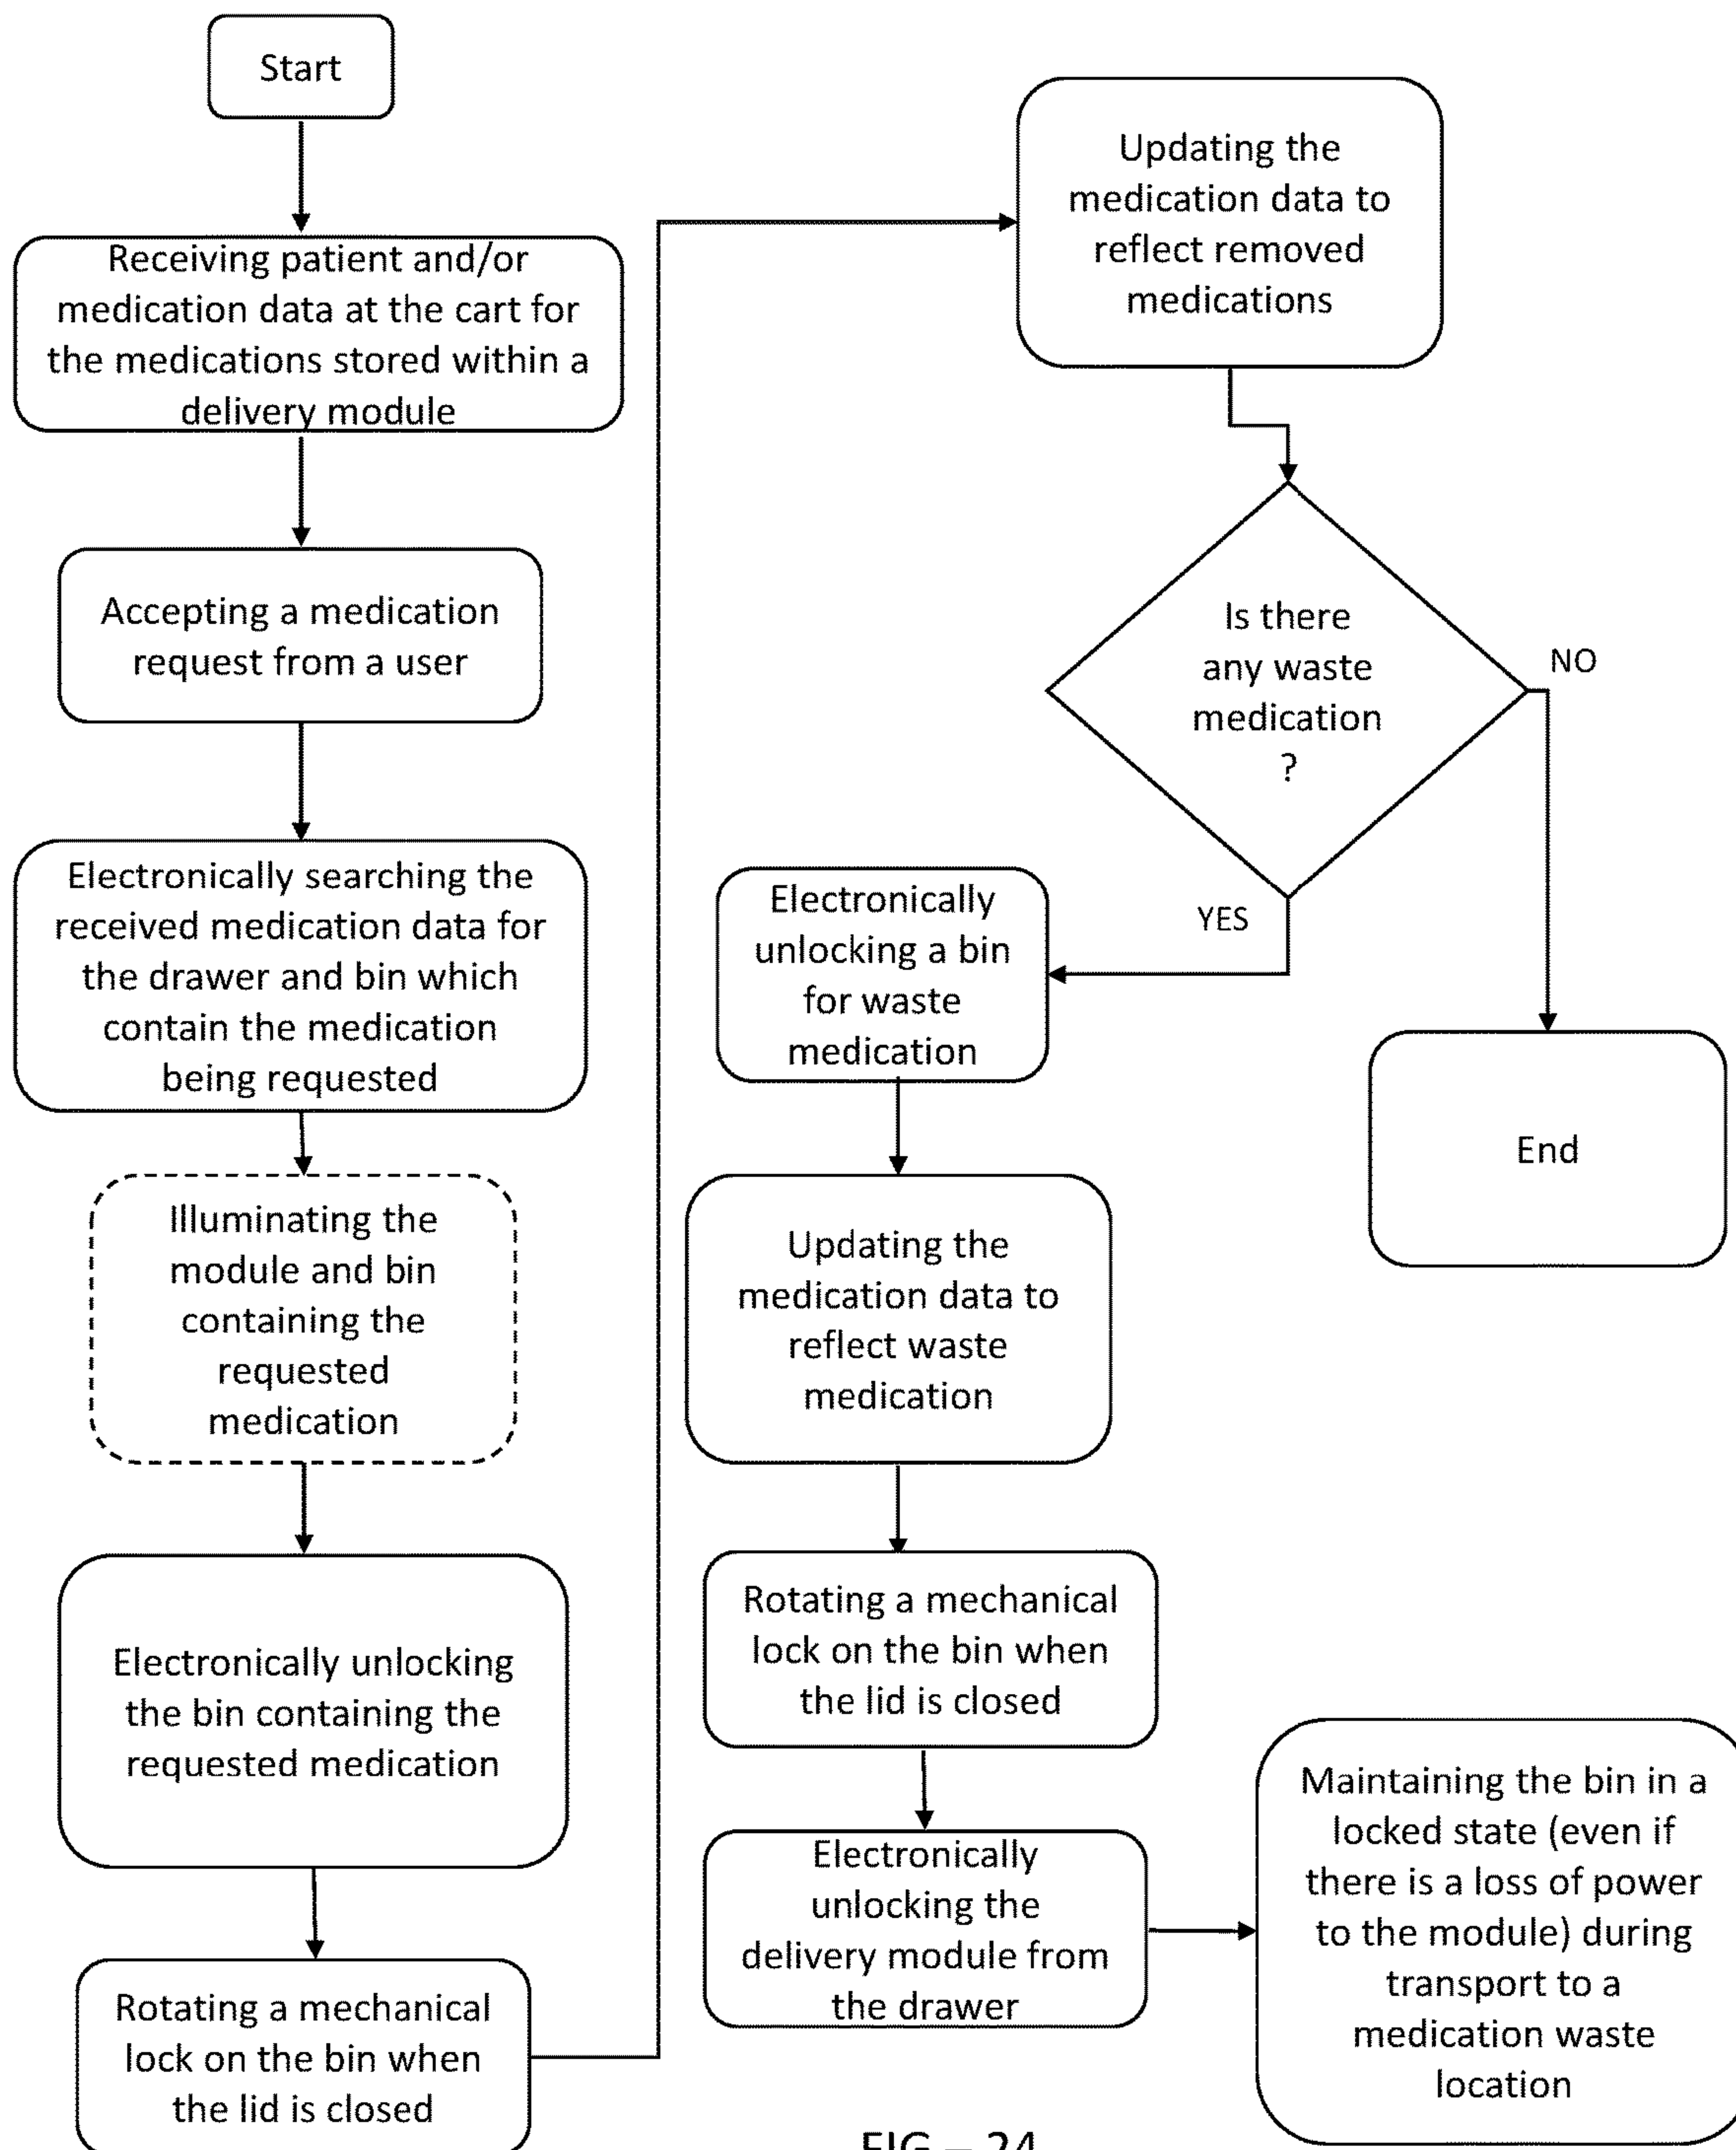 Start
Receiving patient and/or
medication data at the cart for
the medications stored within a
delivery module
Accepting a medication
request from a user
Electronically searching the
received medication data for
the drawer and bin which
contain the medication
being requested
Illuminating the
module and bin
containing the
requested
medication
Electronically unlocking
the bin containing the
requested medication
Rotating a mechanical
lock on the bin when
the lid is closed
Updating the
medication data to
reflect removed
medications
Is there
any waste
medication
?
NO
YES
End
Electronically
unlocking a bin
for waste
medication
Updating the
medication data to
reflect waste
medication
Rotating a mechanical
lock on the bin when
the lid is closed
Electronically
unlocking the
delivery module from
the drawer
Maintaining the bin in a
locked state (even if
there is a loss of power
to the module) during
transport to a
medication waste
location
FIG – 24